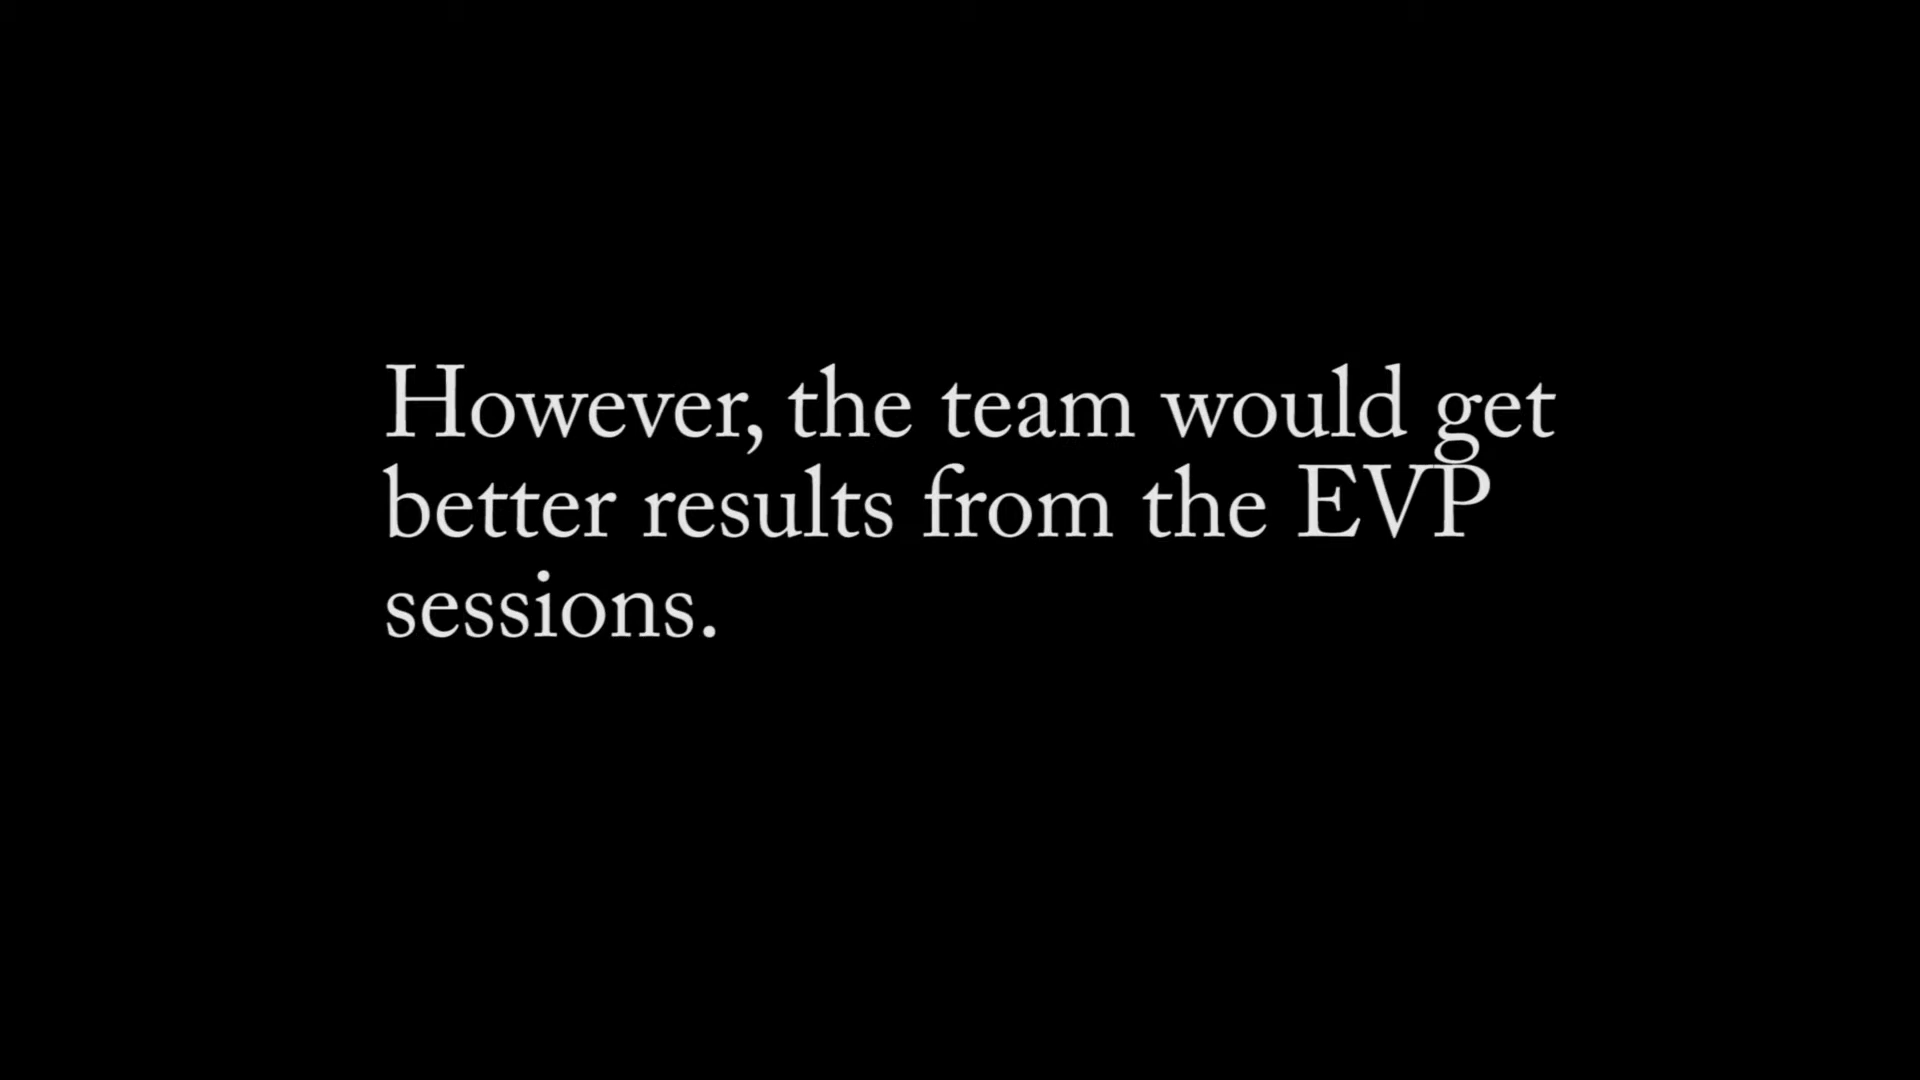 However, the team would get
better results from the EVP
sessions.